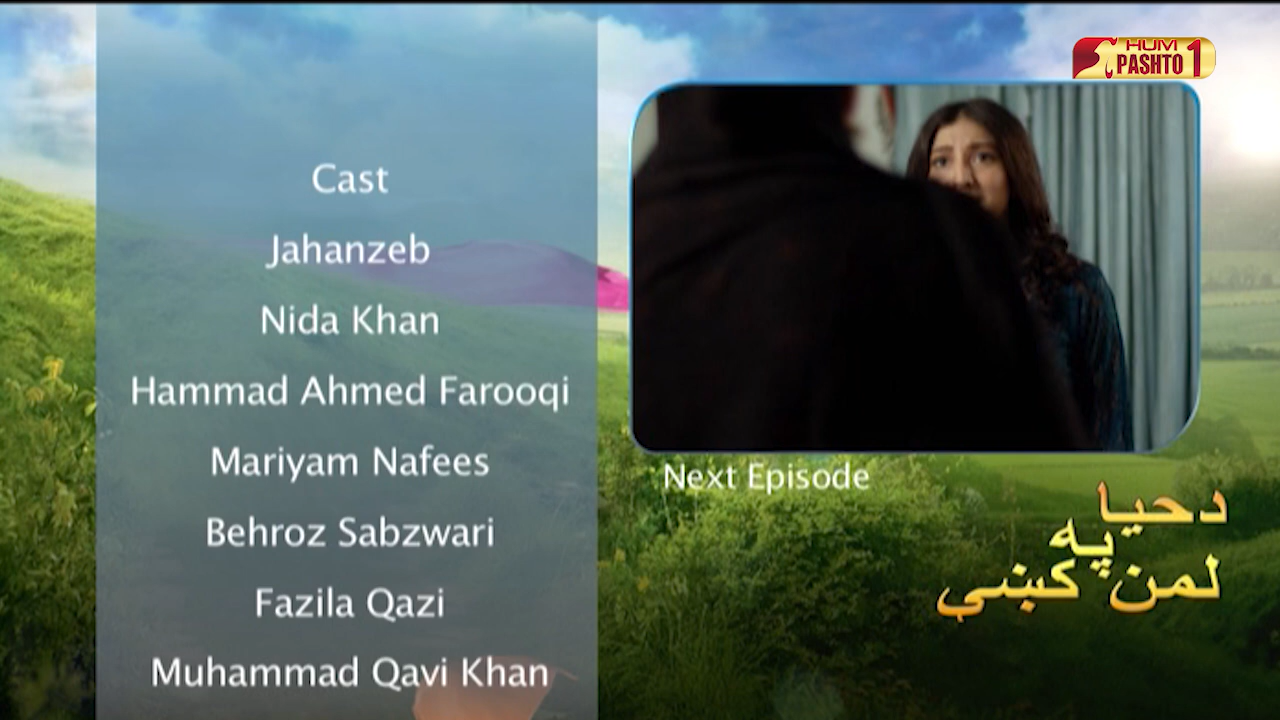 HUM
PASHTO 1
Cast
Jahanzeb
Nida Khan
Hammad Ahmed Farooqi
Mariyam Nafees
Behroz Sabzwari
Fazila Qazi
Muhammad Qavi Khan
Next Episode
دحیا
په
لمن کښې